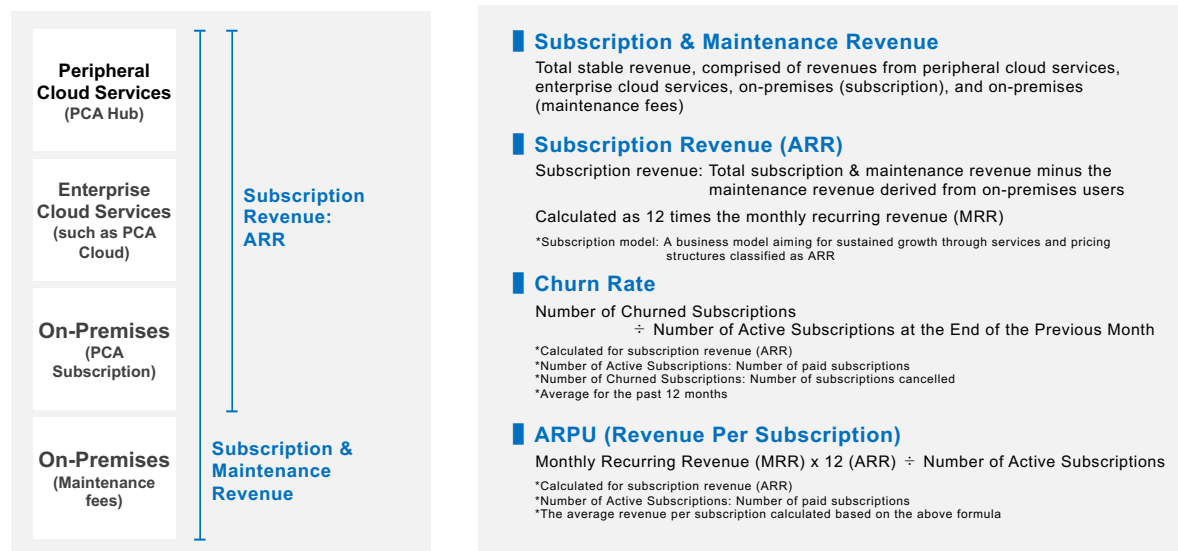 Peripheral
Cloud Services
(PCA Hub)
Enterprise
Cloud Services
(such as PCA
Cloud)
On-Premises
(PCA
Subscription)
On-Premises
(Maintenance
fees)
Subscription
Revenue:
ARR
Subscription &
Maintenance
Revenue
Subscription & Maintenance Revenue
Total stable revenue, comprised of revenues from peripheral cloud services,
enterprise cloud services, on-premises (subscription), and on-premises
(maintenance fees)
Subscription Revenue (ARR)
Subscription revenue: Total subscription & maintenance revenue minus the
maintenance revenue derived from on-premises users
Calculated as 12 times the monthly recurring revenue (MRR)
*Subscription model: A business model aiming for sustained growth through services and pricing
structures classified as ARR
Churn Rate
Number of Churned Subscriptions
÷ Number of Active Subscriptions at the End of the Previous Month
*Calculated for subscription revenue (ARR)
*Number of Active Subscriptions: Number of paid subscriptions
*Number of Churned Subscriptions: Number of subscriptions cancelled
*Average for the past 12 months
ARPU (Revenue Per Subscription)
Monthly Recurring Revenue (MRR) x 12 (ARR) ÷ Number of Active Subscriptions
*Calculated for subscription revenue (ARR)
*Number of Active Subscriptions: Number of paid subscriptions
*The average revenue per subscription calculated based on the above formula